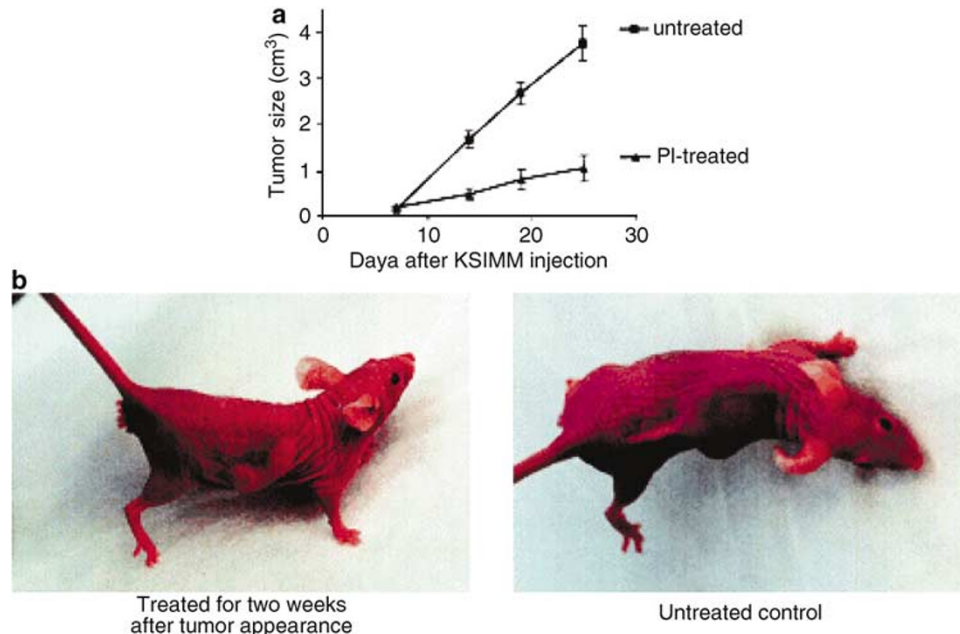 a
Tumor size (cm3)
4
3
2
1
0
0 10 20 30
Daya after KSIMM injection
untreated
PI-treated
b
Treated for two weeks
after tumor appearance
Untreated control